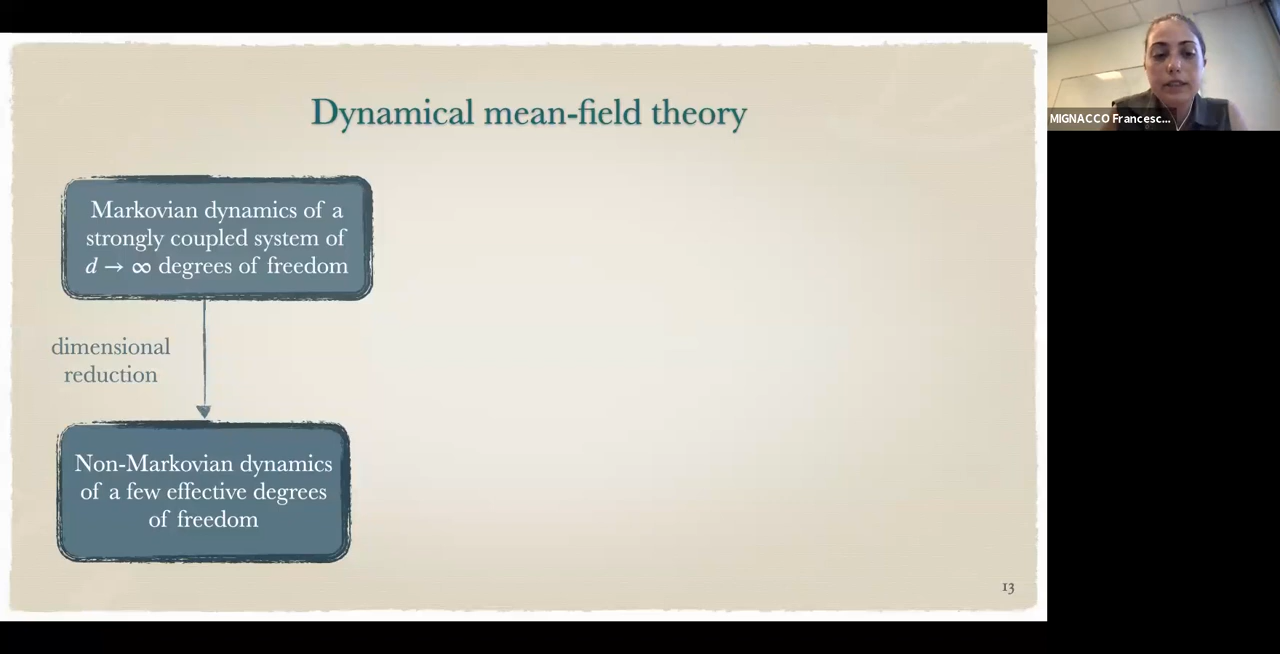 Dynamical mean-field theory
Markovian dynamics of a
strongly coupled system of
d → ∞ degrees of freedom
dimensional
reduction
Non-Markovian dynamics
of a few effective degrees
of freedom
13
MIGNACCO Francesc...